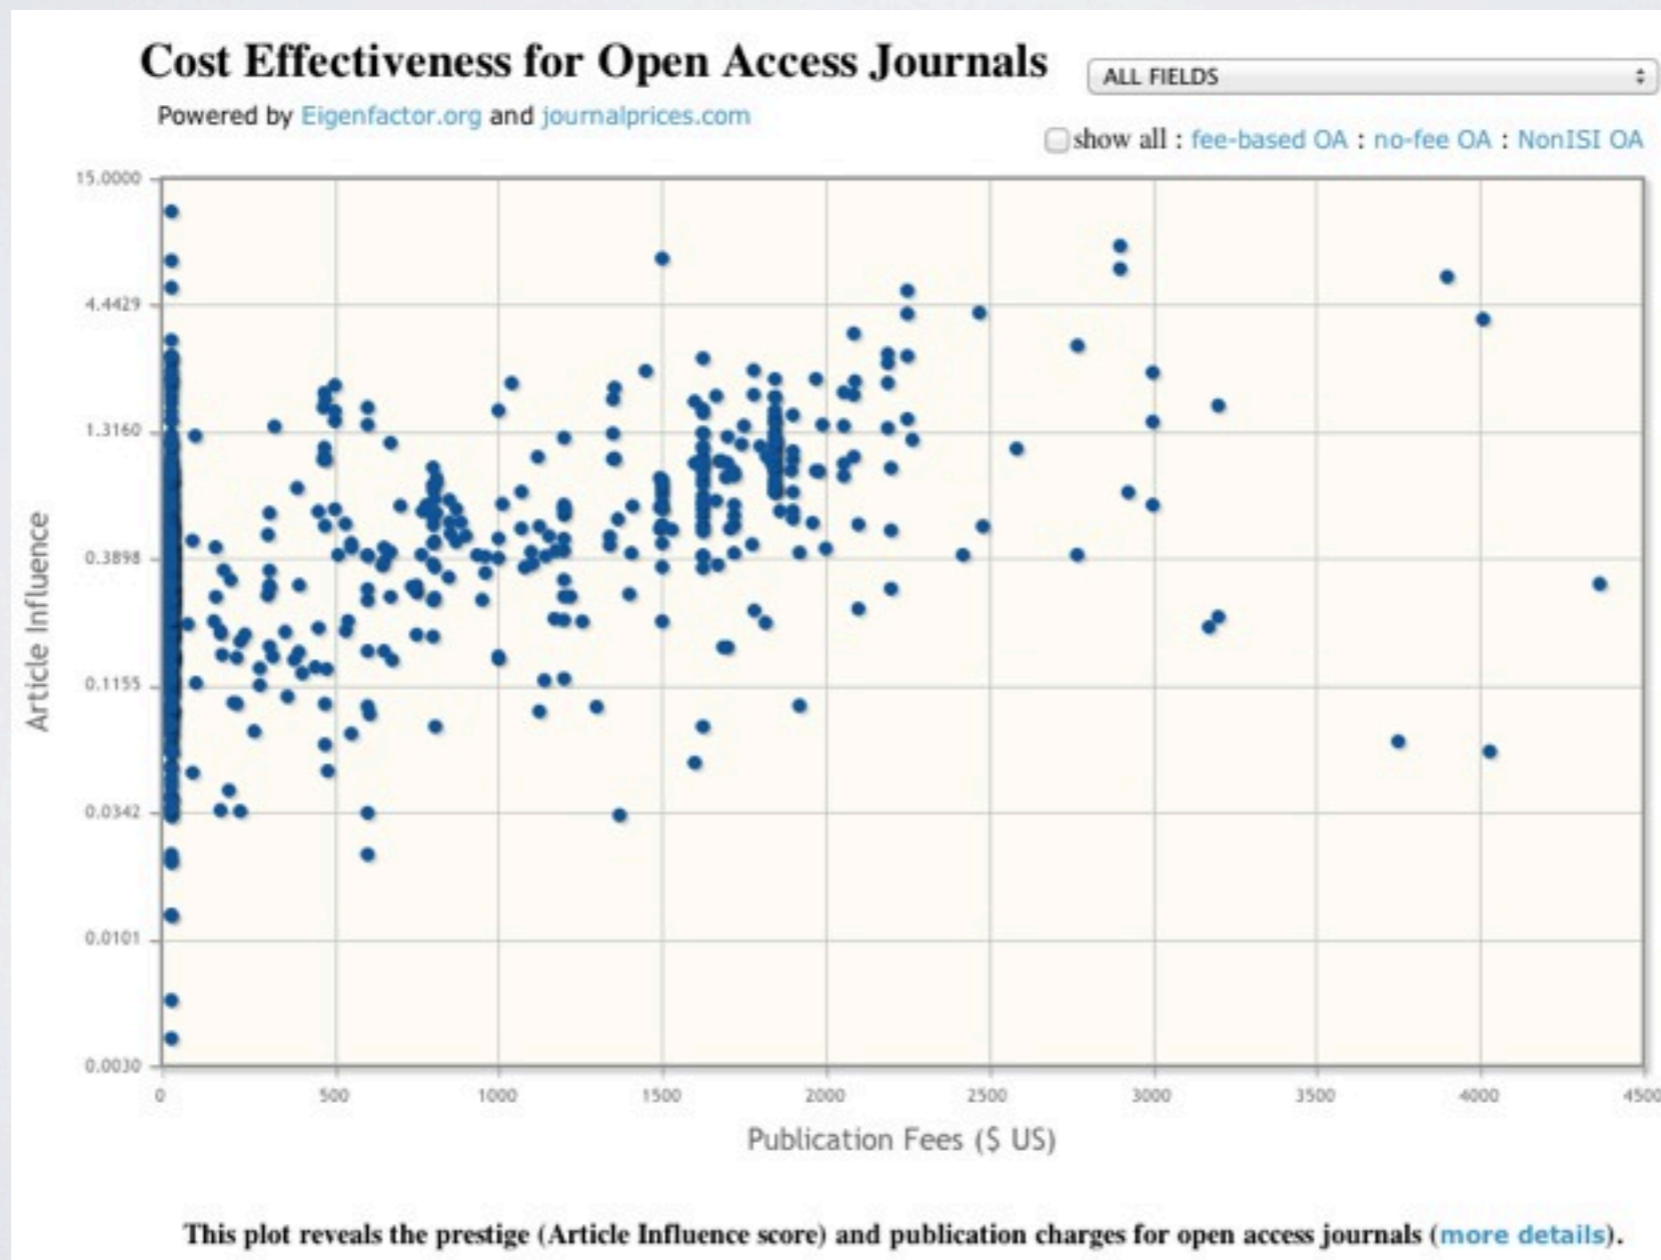 Cost Effectiveness for Open Access Journals
ALL FIELDS
Powered by Eigenfactor.org and journalprices.com
show all : fee-based OA : no-fee OA : NonISI OA
15.0000
4.4429
1.3160
0.3898
0.1155
0.0342
0.0101
0.0030
Article Influence
0 500 1000 1500 2000 2500 3000 3500 4000 4500
Publication Fees ($ US)
This plot reveals the prestige (Article Influence score) and publication charges for open access journals (more details).